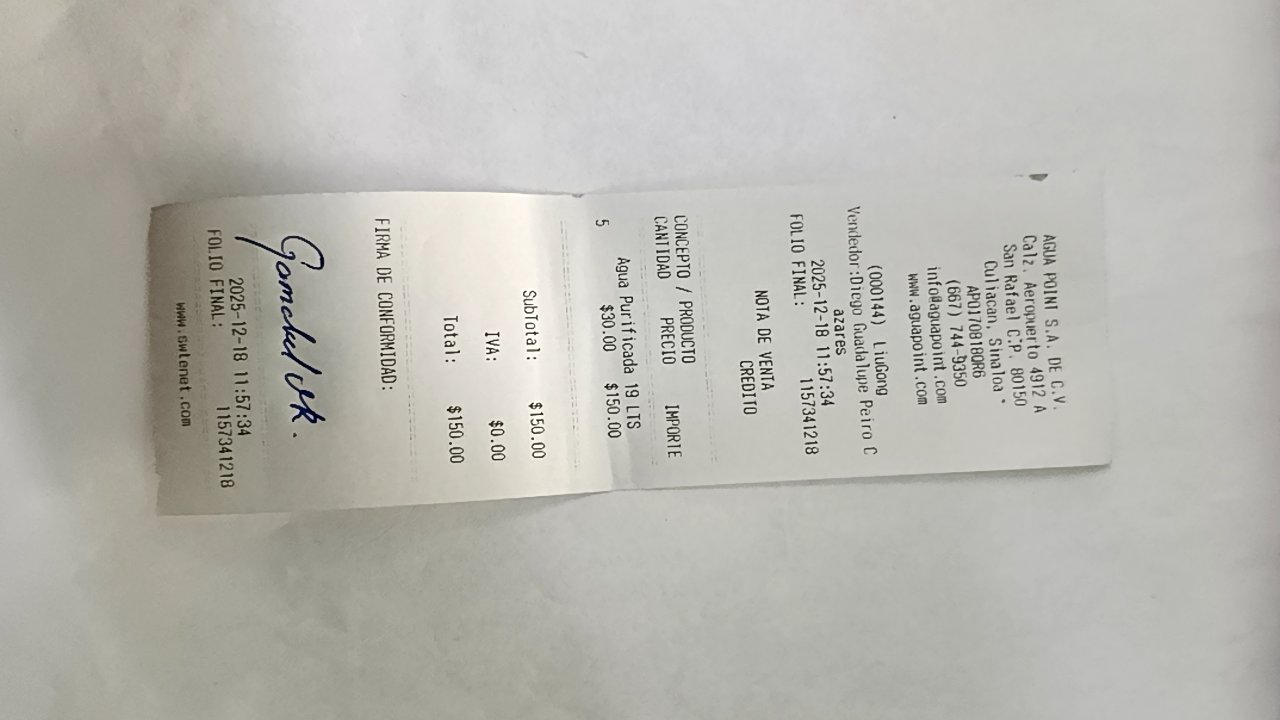 AGUA POINT S.A. DE C.V.
Calz. Aeropuerto 4912 A
San Rafael C.P. 80150
Culiacan, Sinaloa
APO170818QR6
(667) 744-9350
info@aguapoint.com
www.aguapoint.com
(000144) LiuGong
Vendedor:Diego Guadalupe Peiro C
azares
2025-12-18 11:57:34
FOLIO FINAL: 1157341218
NOTA DE VENTA
CREDITO
CONCEPTO / PRODUCTO
CANTIDAD PRECIO IMPORTE
Agua Purificada 19 LTS
5 $30.00 $150.00
SubTotal: $150.00
IVA: $0.00
Total: $150.00
FIRMA DE CONFORMIDAD:
2025-12-18 11:57:34
FOLIO FINAL: 1157341218
www.swtenet.com